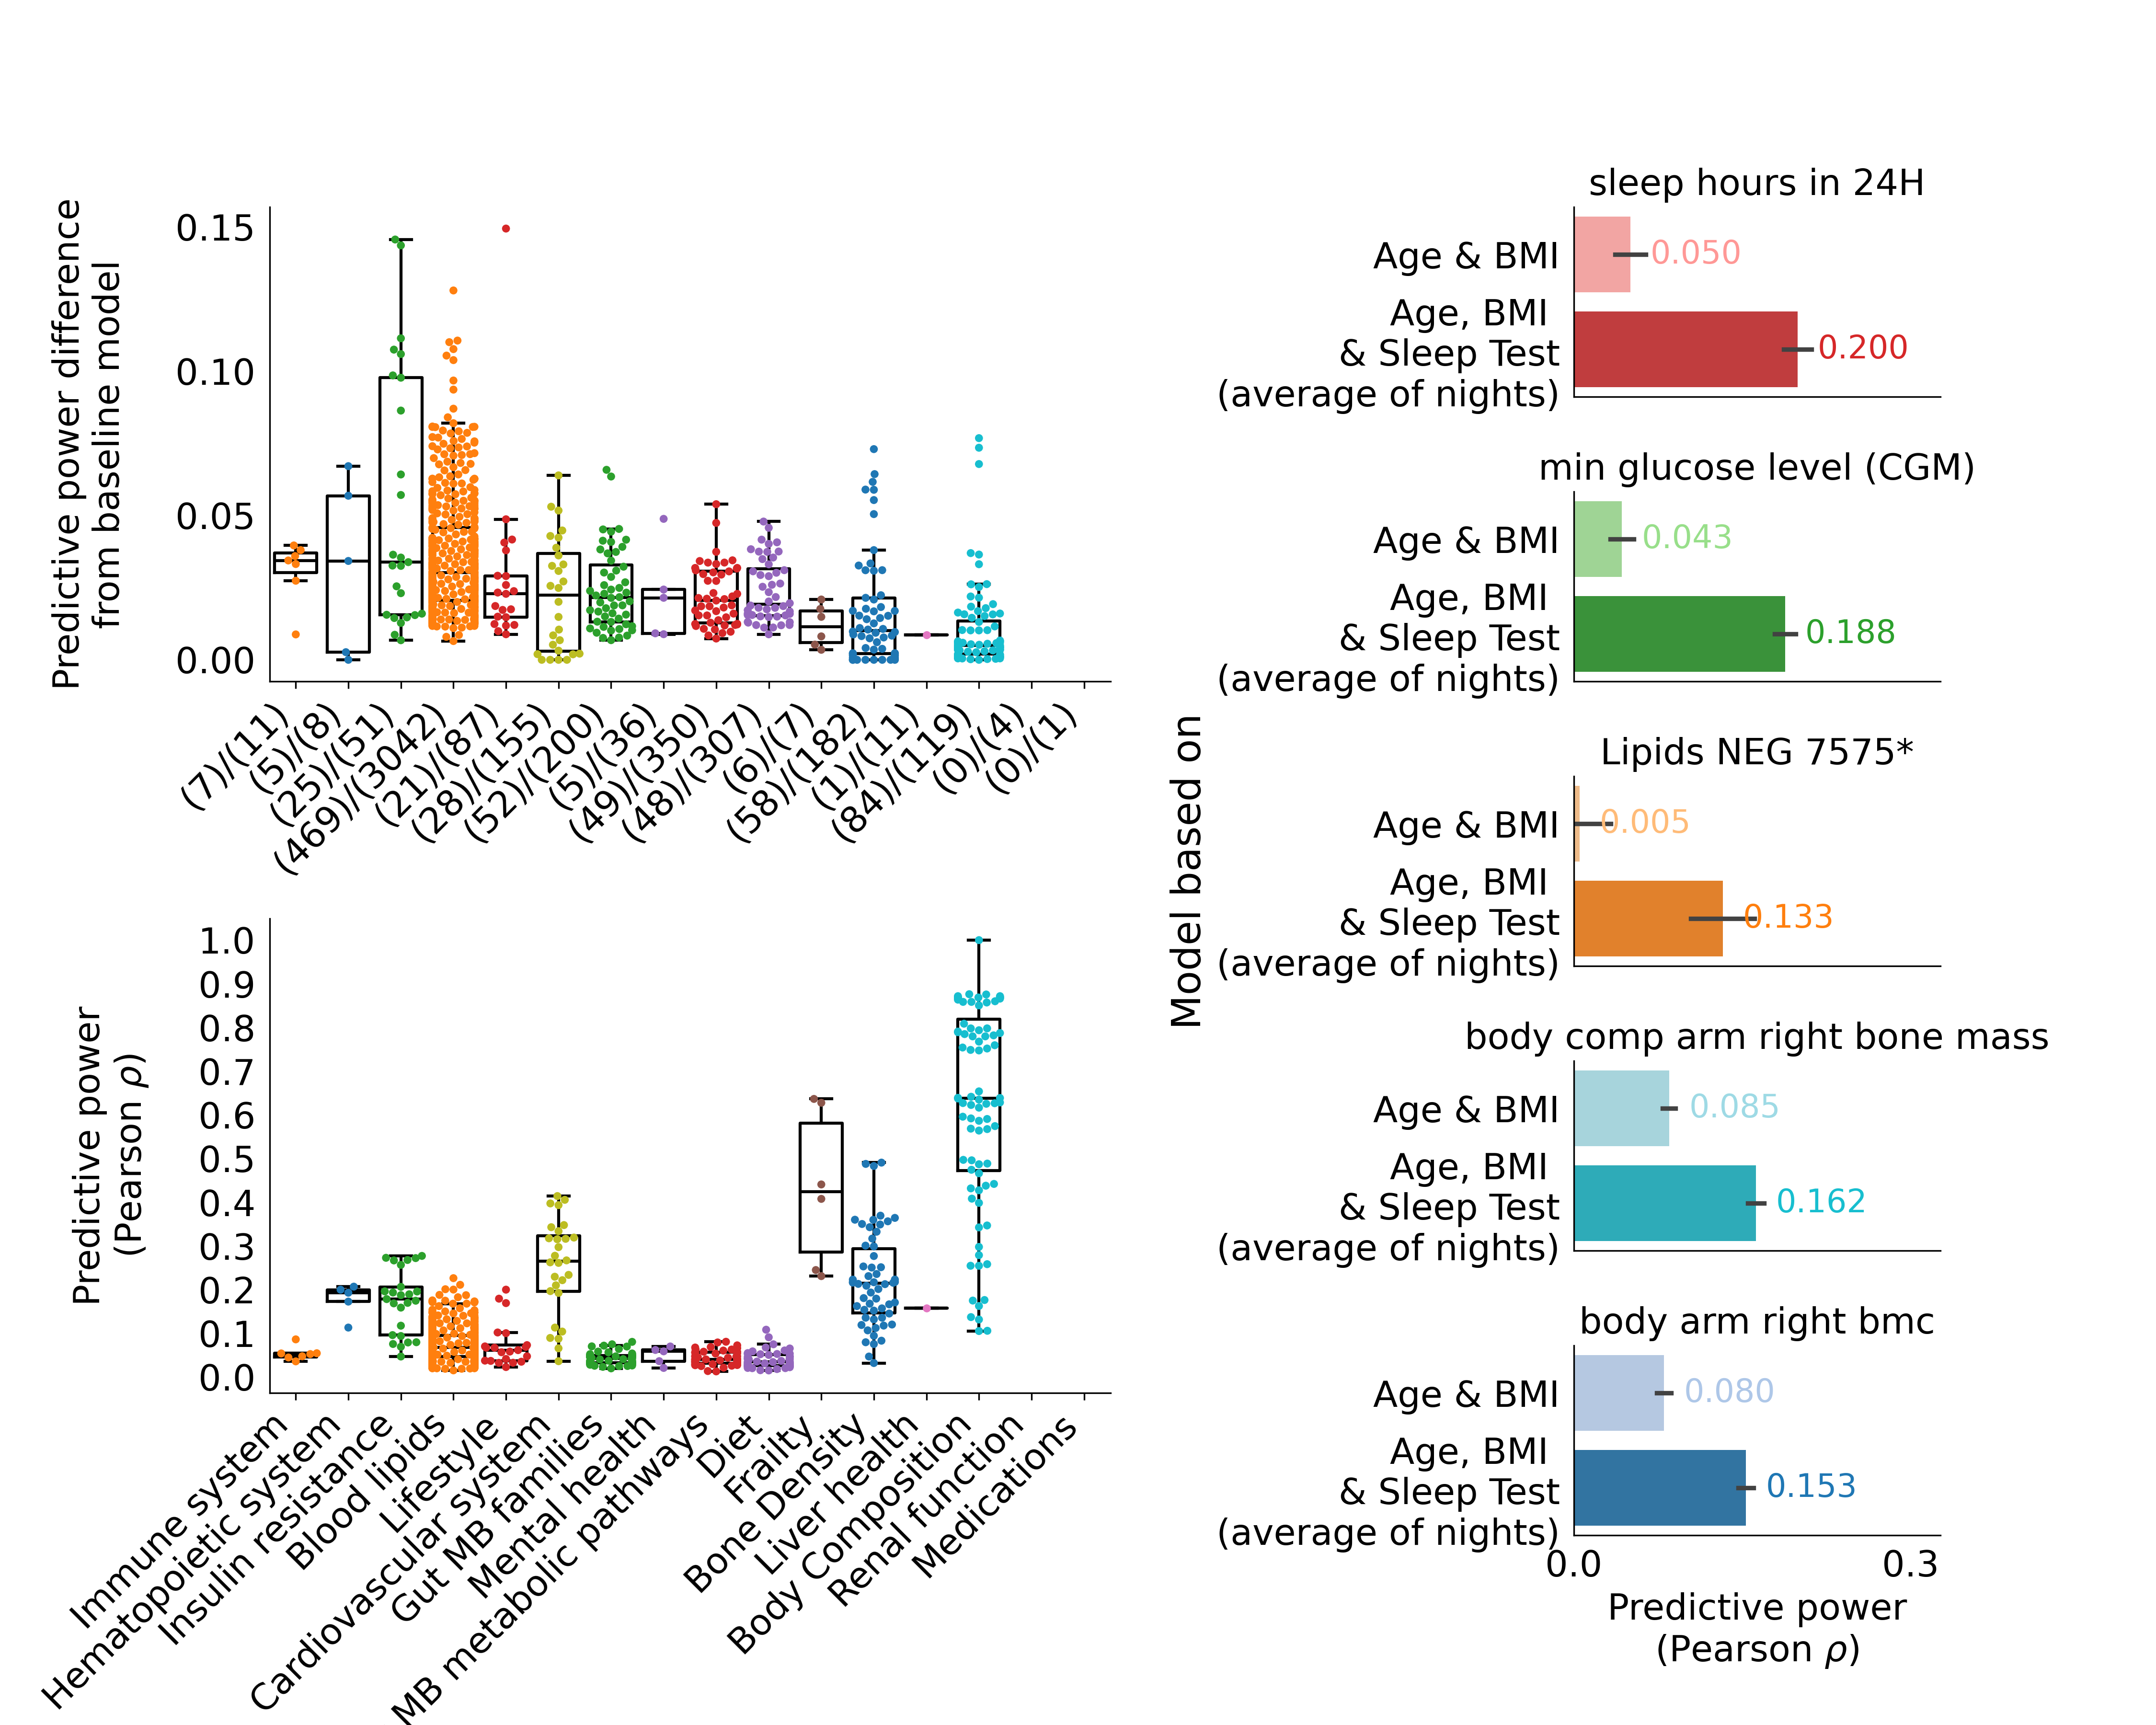 Predictive power difference
from baseline model
0.15
0.10
0.05
0.00
(7)/(11)
(5)/(8)
(25)/(51)
(469)/(3042)
(21)/(87)
(28)/(155)
(52)/(200)
(5)/(36)
(49)/(350)
(48)/(307)
(6)/(7)
(58)/(182)
(1)/(11)
(84)/(119)
(0)/(4)
(0)/(1)
Predictive power
(Pearson ρ)
1.0
0.9
0.8
0.7
0.6
0.5
0.4
0.3
0.2
0.1
0.0
Immune system
Hematopoietic system
Insulin resistance
Blood lipids
Lifestyle
Cardiovascular system
Gut MB families
Mental health
MB metabolic pathways
Diet
Frailty
Bone Density
Liver health
Body Composition
Renal function
Medications
Model based on
sleep hours in 24H
Age & BMI
0.050
Age, BMI
& Sleep Test
(average of nights)
0.200
min glucose level (CGM)
Age & BMI
0.043
Age, BMI
& Sleep Test
(average of nights)
0.188
Lipids NEG 7575*
Age & BMI
0.005
Age, BMI
& Sleep Test
(average of nights)
0.133
body comp arm right bone mass
Age & BMI
0.085
Age, BMI
& Sleep Test
(average of nights)
0.162
body arm right bmc
Age & BMI
0.080
Age, BMI
& Sleep Test
(average of nights)
0.153
0.0 0.3
Predictive power
(Pearson ρ)